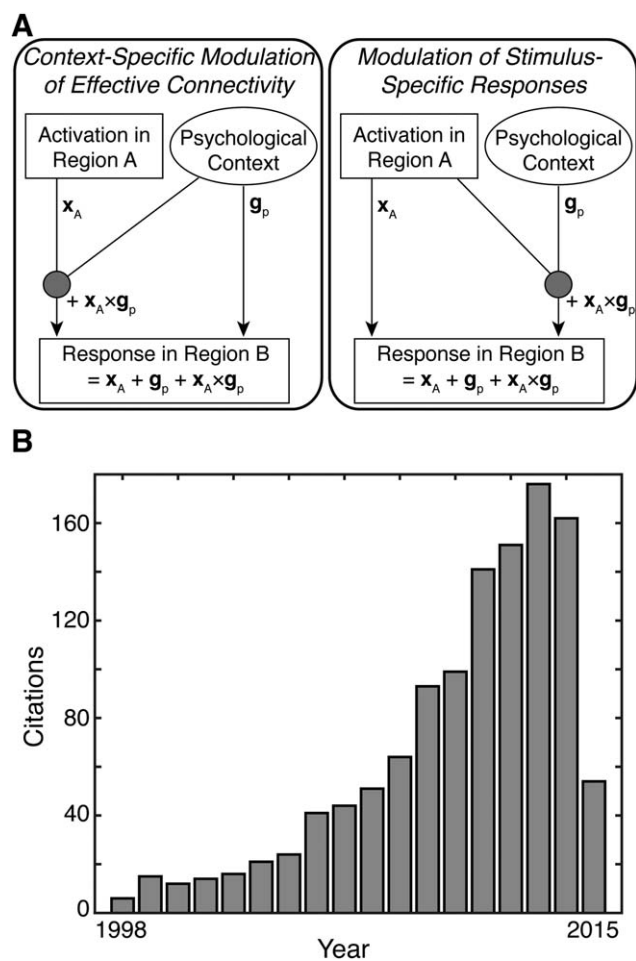 A
Context-Specific Modulation
of Effective Connectivity
Activation in
Region A
Psychological
Context
x_A
g_p
+ x_A×g_p
Response in Region B
= x_A + g_p + x_A×g_p
Modulation of Stimulus-
Specific Responses
Activation in
Region A
Psychological
Context
x_A
g_p
+ x_A×g_p
Response in Region B
= x_A + g_p + x_A×g_p
B
Citations
160
120
80
40
0
1998
2015
Year